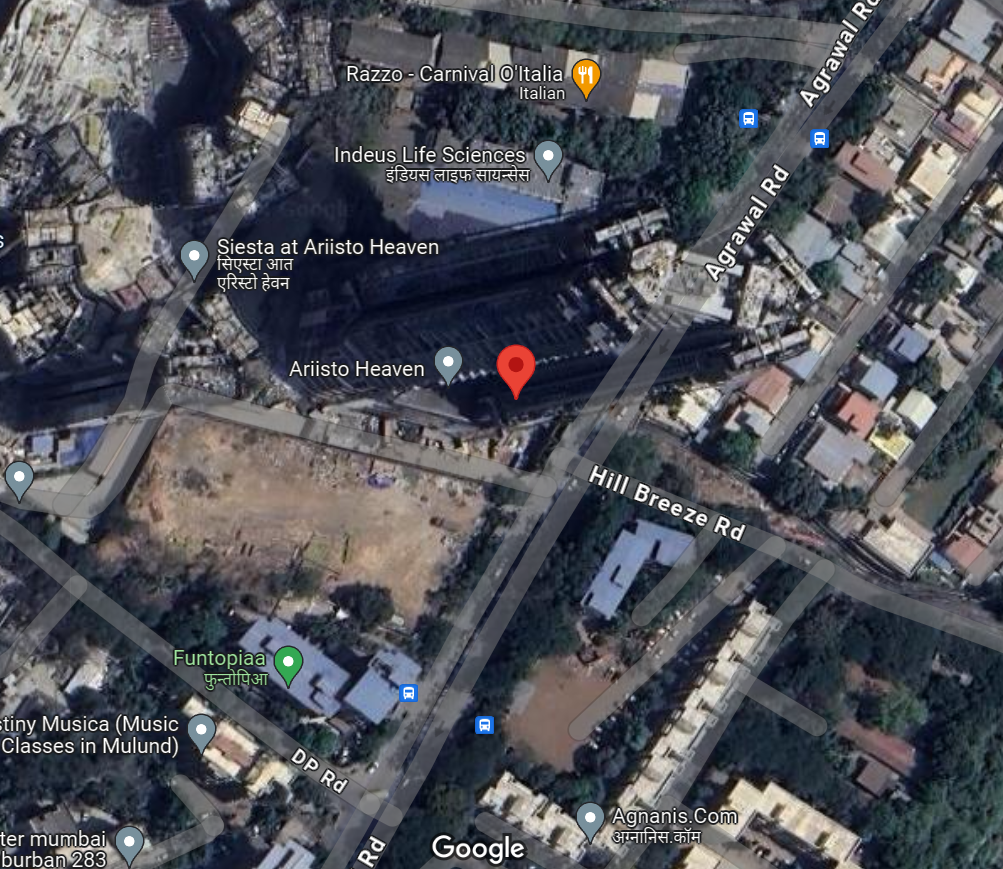 Agrawal Rd
Razzo - Carnival O'Italia
Italian
Indeus Life Sciences
इंडियस लाइफ सायन्सेस
Agrawal Rd
s
Siesta at Ariisto Heaven
सिएस्टा आत
एरिस्टो हेवन
Ariisto Heaven
Hill Breeze Rd
Funtopiaa
फुन्तोपिआ
stiny Musica (Music
Classes in Mulund)
DP Rd
Agnanis.Com
अग्नानिस.कॉम
ter mumbai
burban 283
Rd
Google